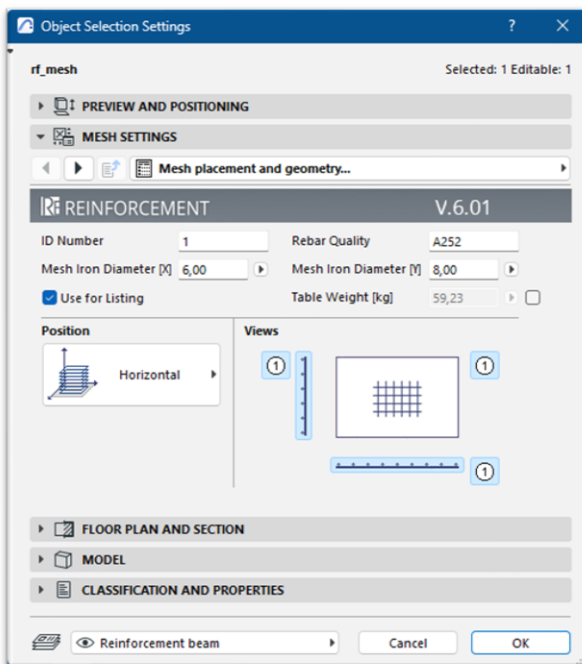 Object Selection Settings ?
rf_mesh Selected: 1 Editable: 1
PREVIEW AND POSITIONING
MESH SETTINGS
Mesh placement and geometry...
RF REINFORCEMENT V.6.01
ID Number 1 Rebar Quality A252
Mesh Iron Diameter [X] 6,00 Mesh Iron Diameter [Y] 8,00
Use for Listing Table Weight [kg] 59,23
Position Views
Horizontal 1 1
1
FLOOR PLAN AND SECTION
MODEL
CLASSIFICATION AND PROPERTIES
Reinforcement beam Cancel OK